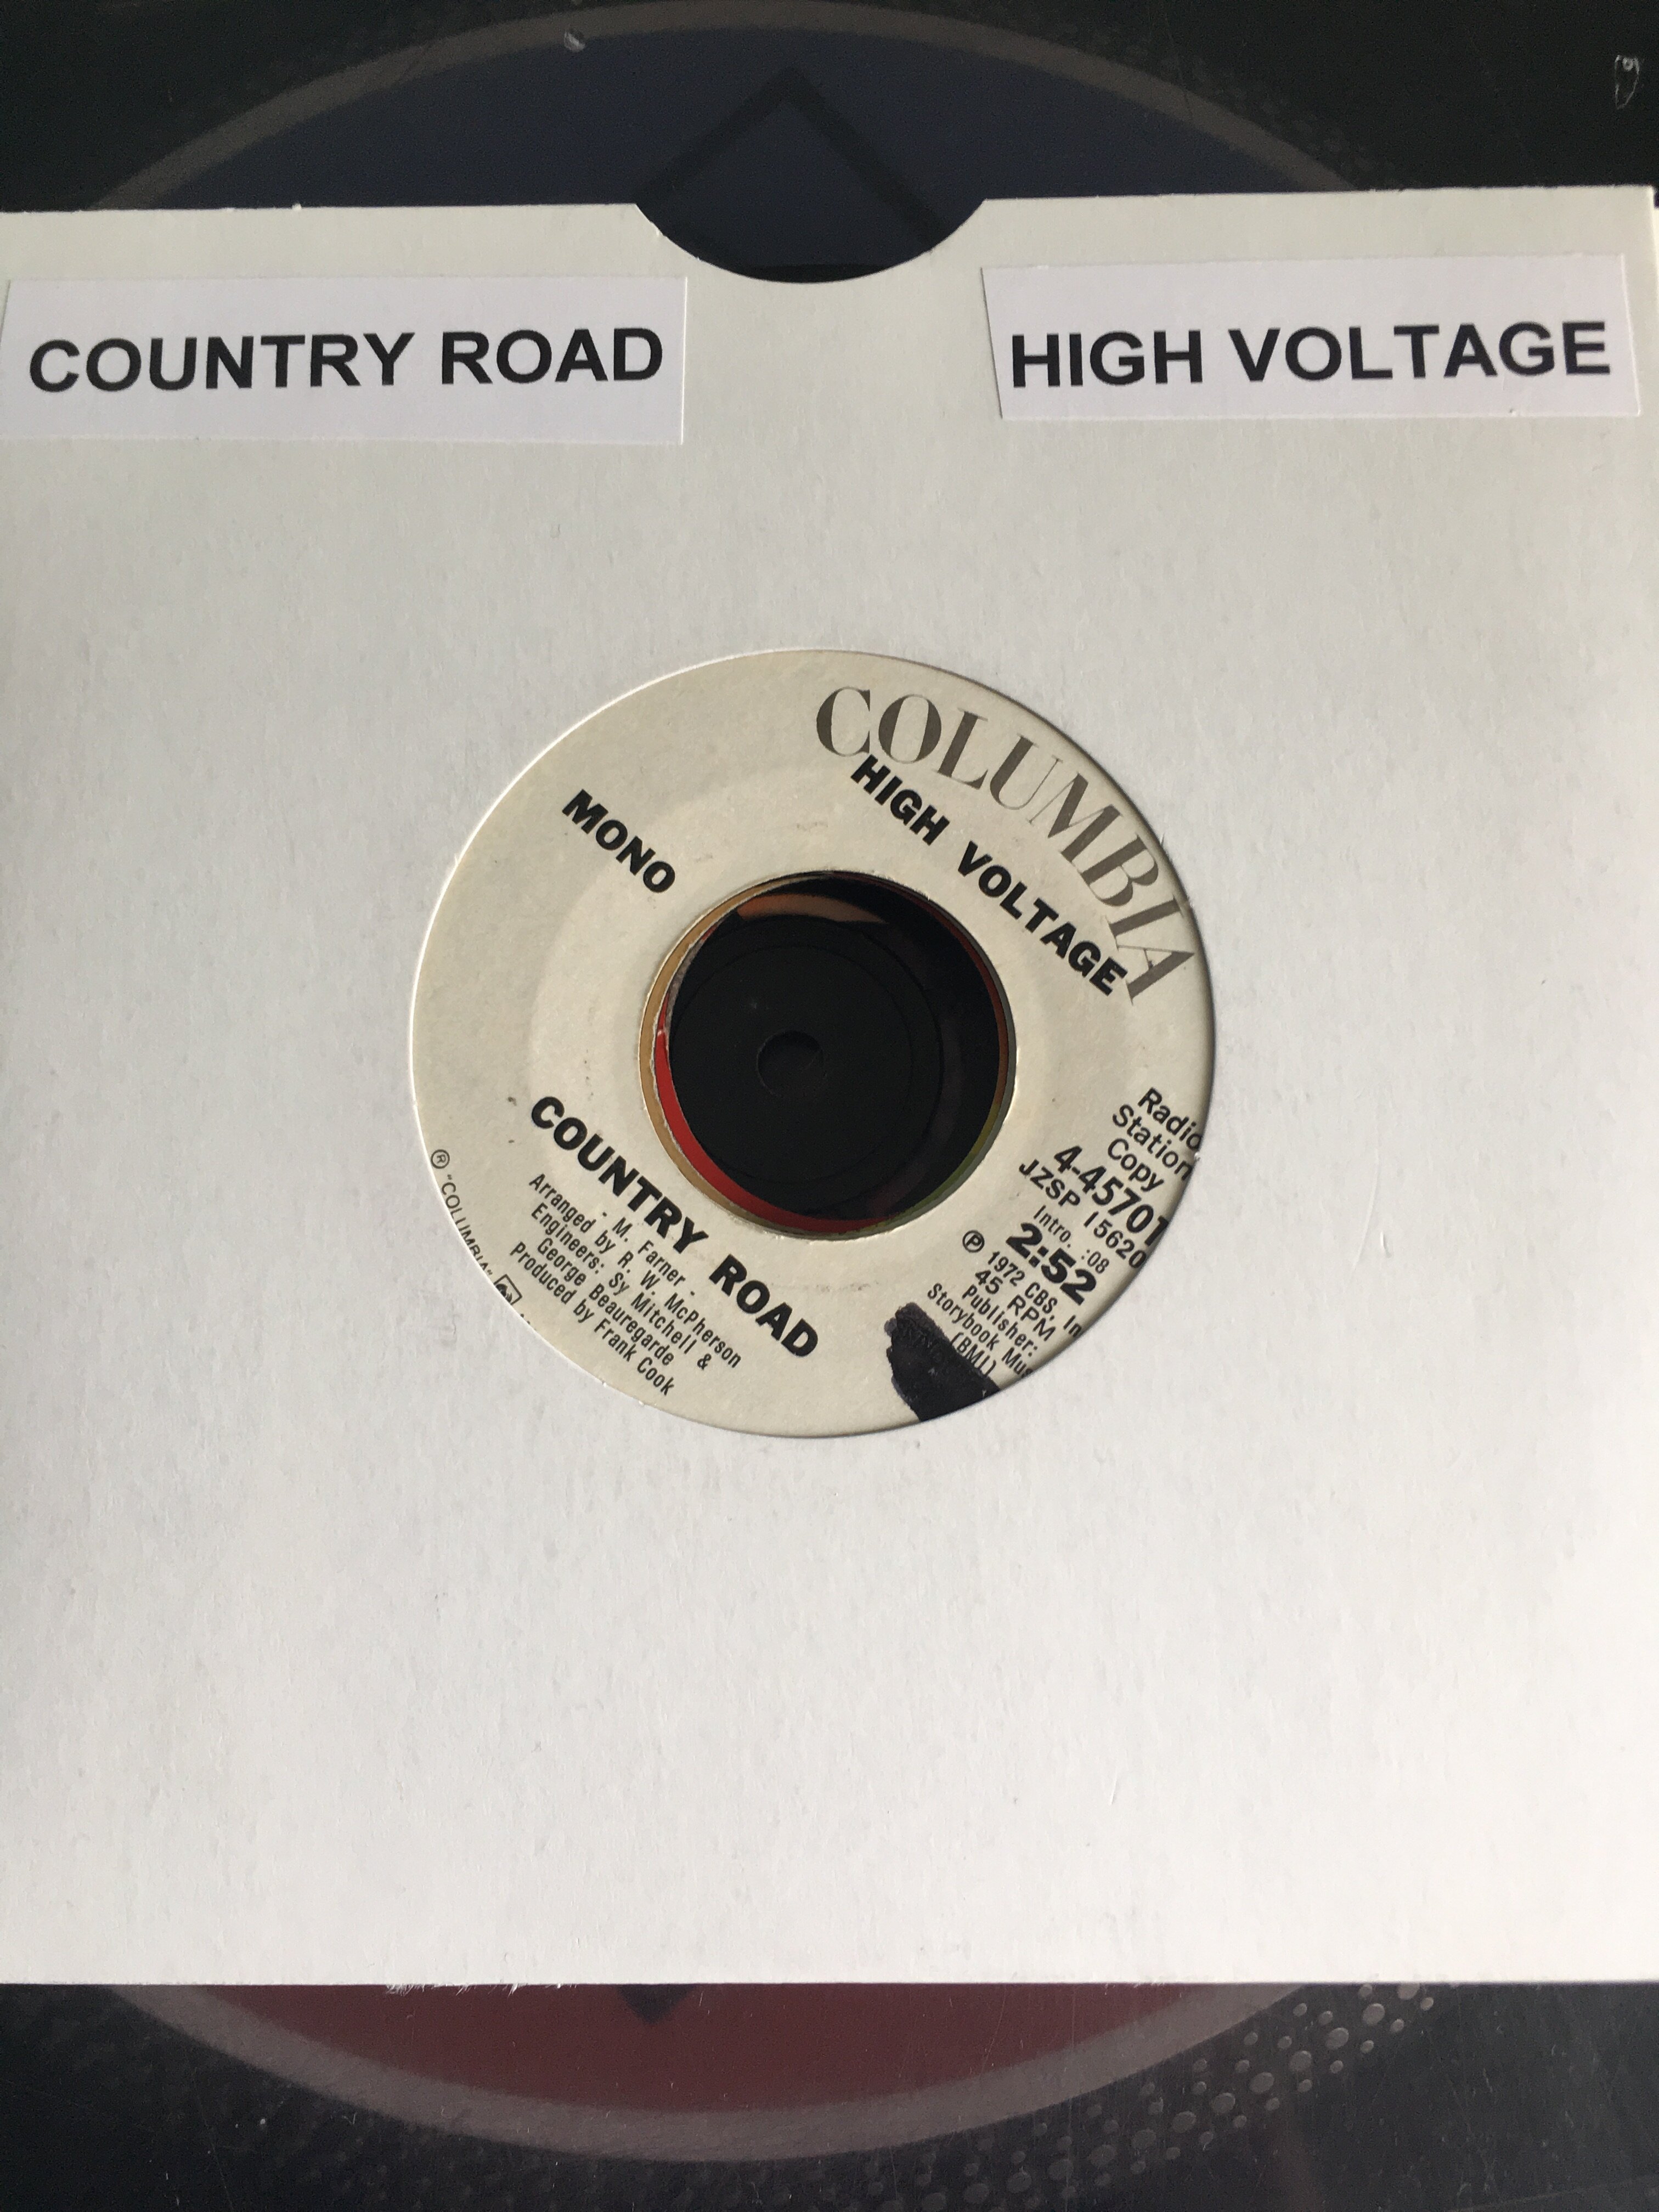 COUNTRY ROAD
HIGH VOLTAGE
COLUMBIA
HIGH VOLTAGE
MONO
Radio
Station
Copy
4-45701
JZSP 15620
Intro. :08
2:52
℗ 1972 CBS, In
45 RPM
Publisher:
Storybook Mus
(BMI)
COUNTRY ROAD
- M. Farner -
Arranged by R. W. McPherson
Engineers: Sy Mitchell &
George Beauregarde
Produced by Frank Cook
® "COLUMBIA"